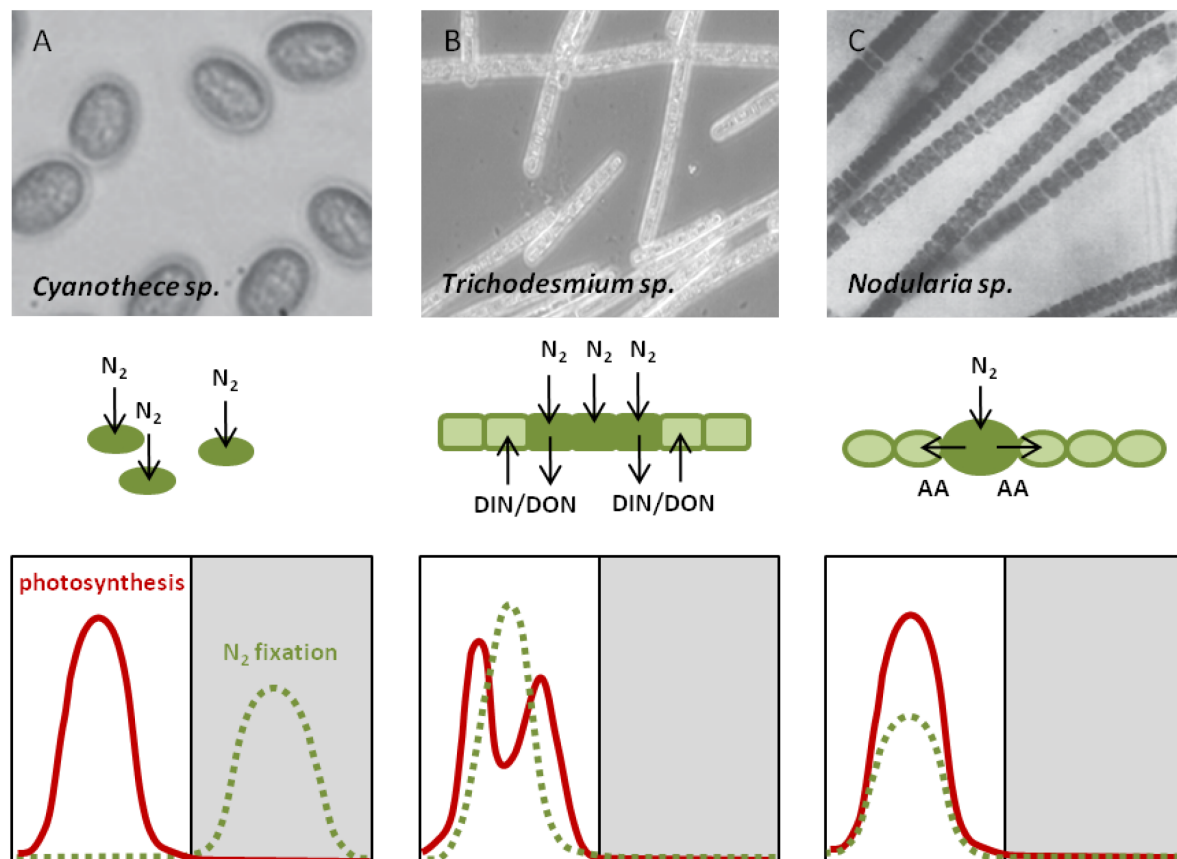 A
B
C
Cyanothece sp.
Trichodesmium sp.
Nodularia sp.
N₂
N₂
N₂
N₂ N₂ N₂
DIN/DON
DIN/DON
N₂
AA
AA
photosynthesis
N₂ fixation